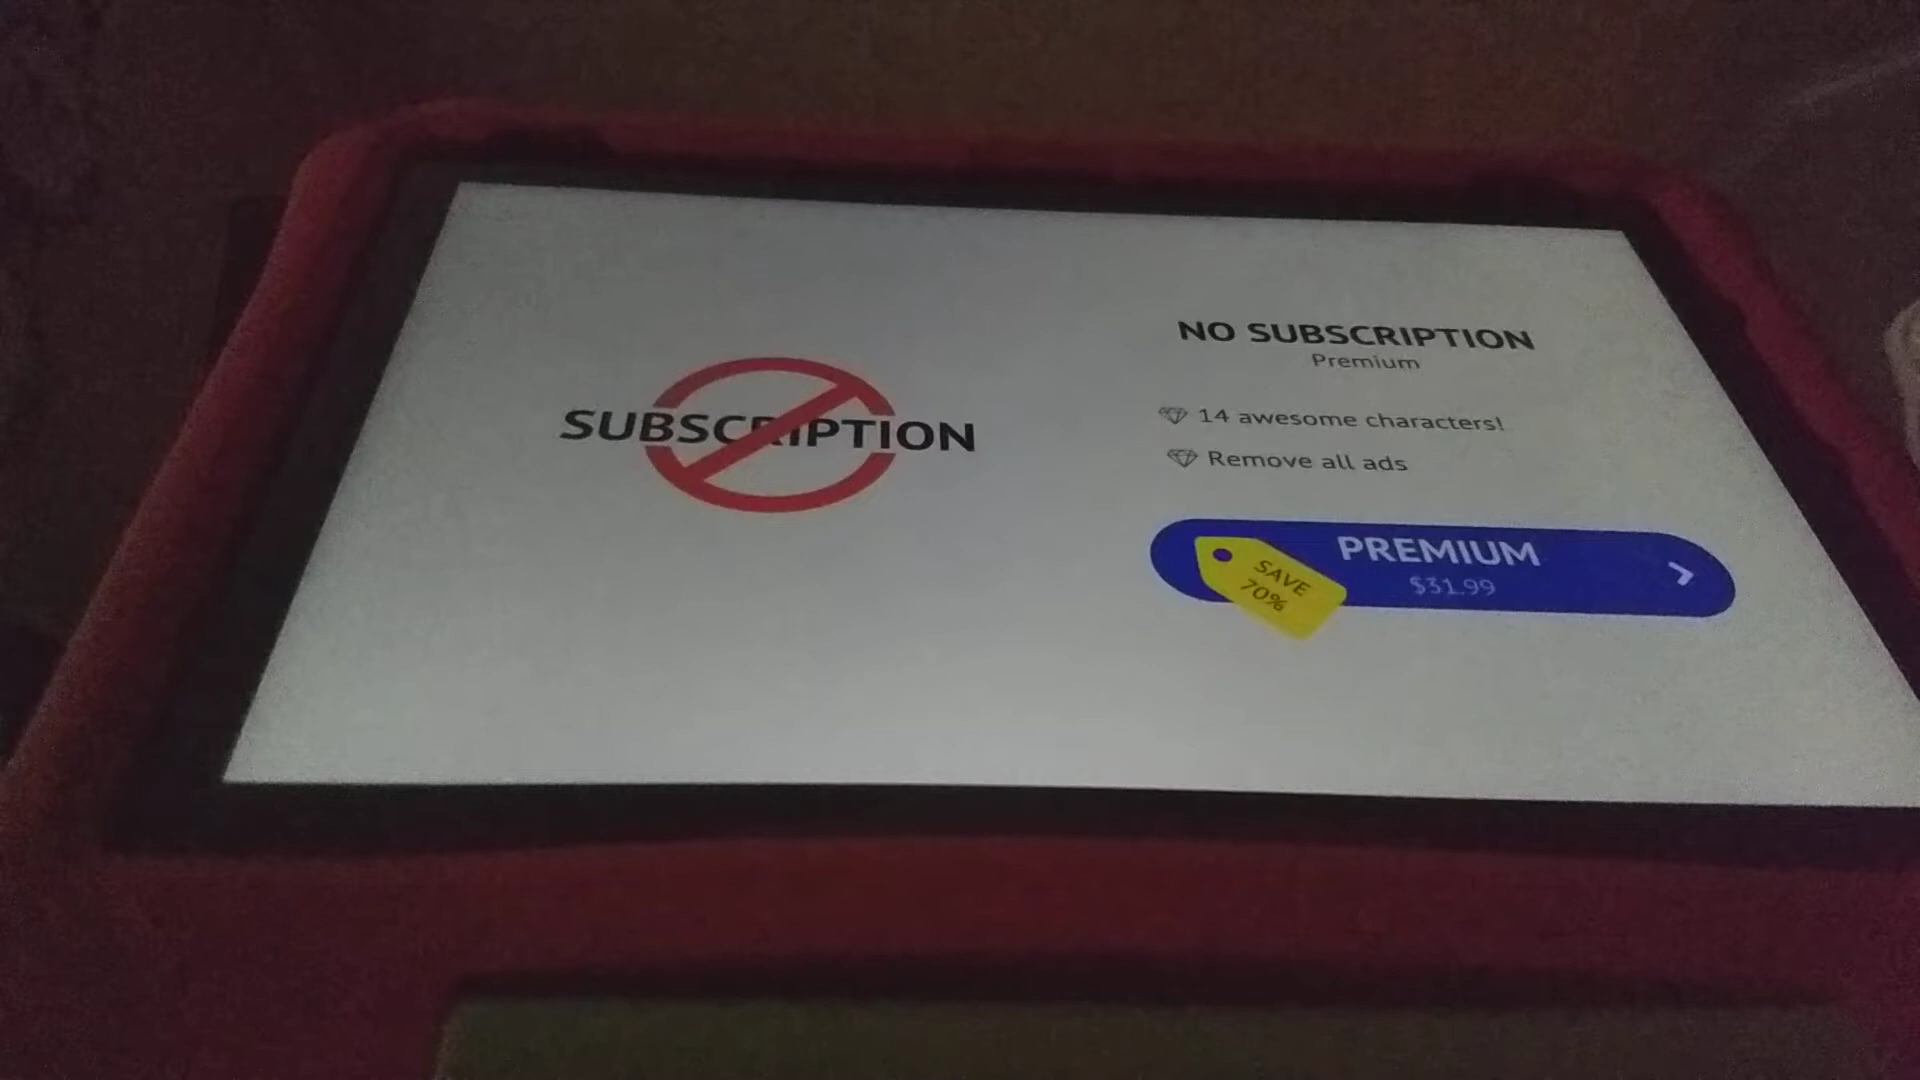 SUBSCRIPTION
NO SUBSCRIPTION
Premium
14 awesome characters!
Remove all ads
SAVE
70%
PREMIUM
$31.99